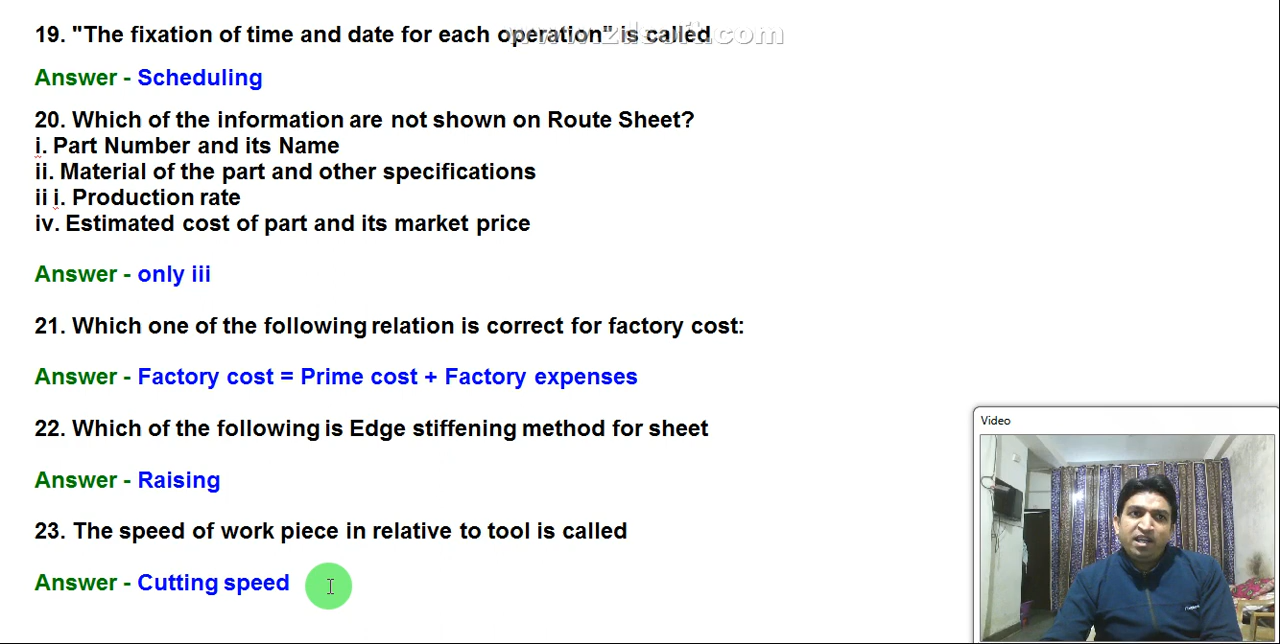 19. "The fixation of time and date for each operation" is called
www.zdsoft.com
Answer - Scheduling
20. Which of the information are not shown on Route Sheet?
i. Part Number and its Name
ii. Material of the part and other specifications
ii i. Production rate
iv. Estimated cost of part and its market price
Answer - only iii
21. Which one of the following relation is correct for factory cost:
Answer - Factory cost = Prime cost + Factory expenses
22. Which of the following is Edge stiffening method for sheet
Answer - Raising
23. The speed of work piece in relative to tool is called
Answer - Cutting speed
Video